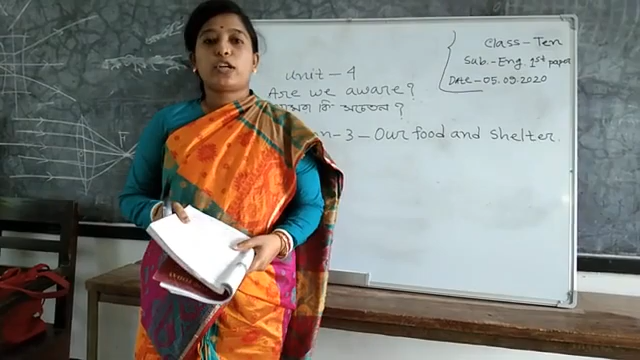 Unit - 4
Are we aware?
কি সচেতন?
- 3 - Our food and shelter.
Class - Ten
Sub. - Eng. 1st paper
Date - 05.09.2020
F